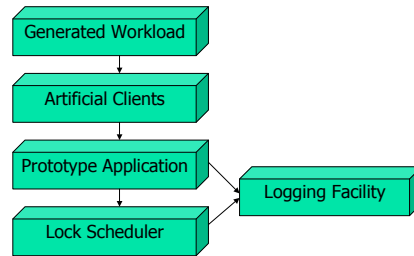 Generated Workload
Artificial Clients
Prototype Application
Logging Facility
Lock Scheduler